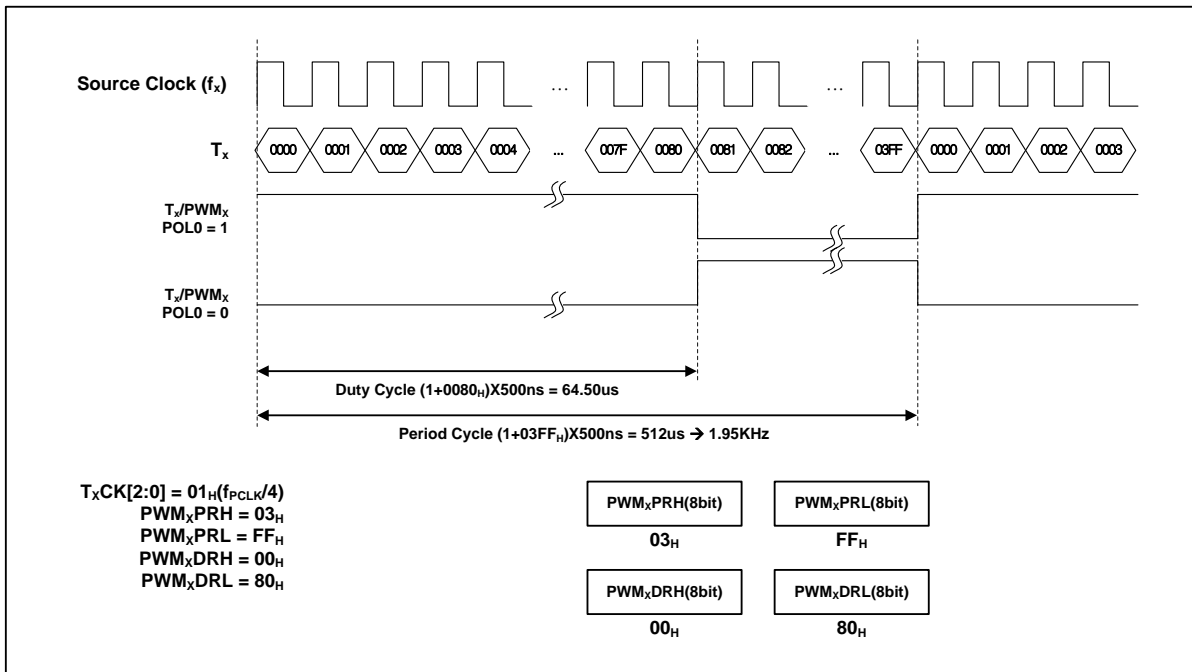 Source Clock (fx)
... ...
Tx 0000 0001 0002 0003 0004 ... 007F 0080 0081 0082 ... 03FF 0000 0001 0002 0003
Tx/PWMX
POL0 = 1
Tx/PWMX
POL0 = 0
Duty Cycle (1+0080H)X500ns = 64.50us
Period Cycle (1+03FFH)X500ns = 512us → 1.95KHz
TXCK[2:0] = 01H(fPCLK/4)
PWMXPRH = 03H
PWMXPRL = FFH
PWMXDRH = 00H
PWMXDRL = 80H
PWMXPRH(8bit) PWMXPRL(8bit)
03H FFH
PWMXDRH(8bit) PWMXDRL(8bit)
00H 80H